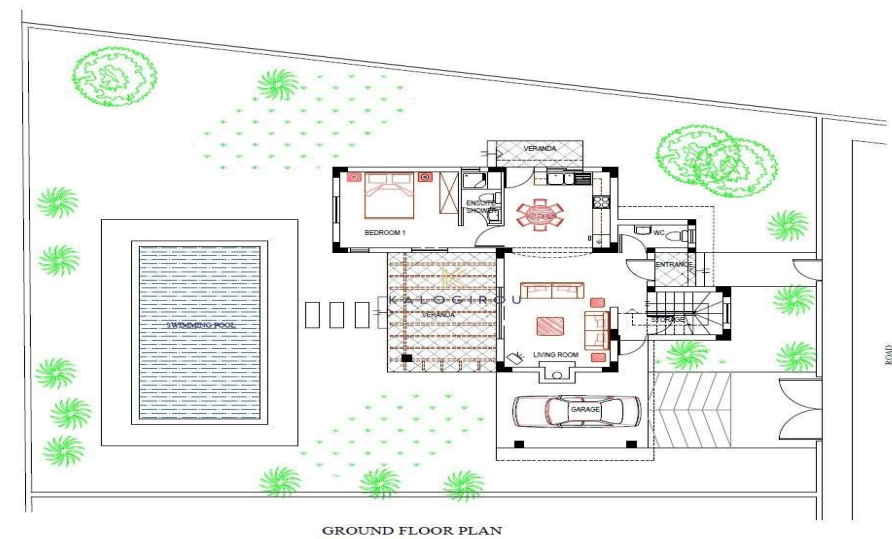 VERANDA
ENSUITE
SHOWER
KITCHEN
BEDROOM 1
WC
ENTRANCE
KALOGIROU
VERANDA
SWIMMING POOL
STORAGE
LIVING ROOM
ROAD
GARAGE
GROUND FLOOR PLAN